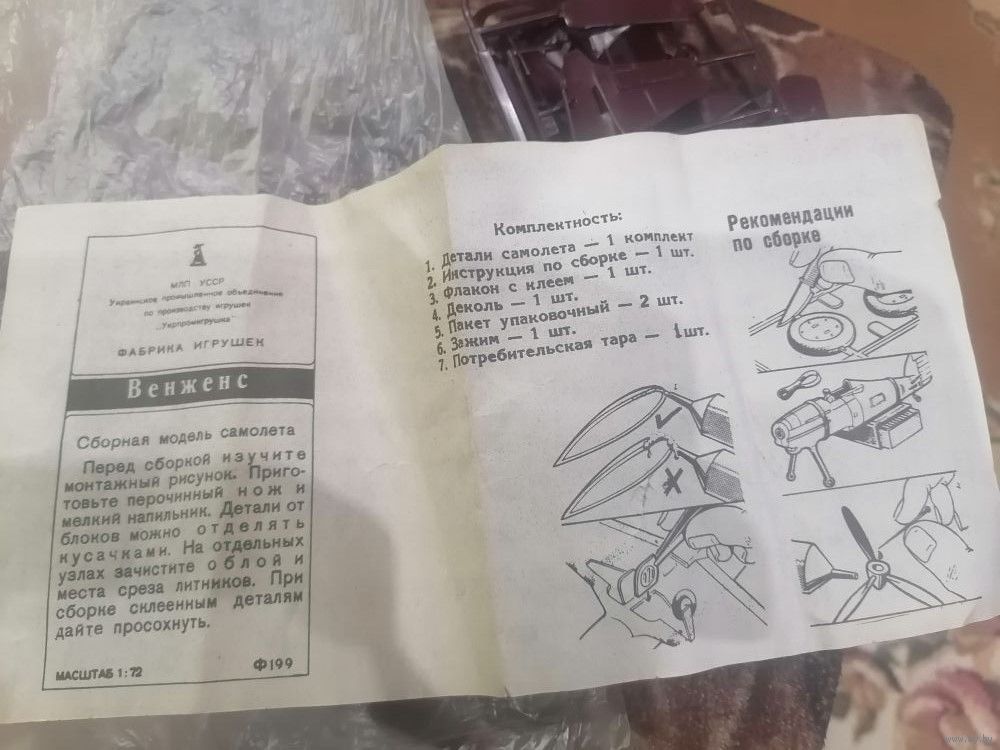 МЛП УССР
Украинское промышленное объединение
по производству игрушек
„Укрпромигрушка"
ФАБРИКА ИГРУШЕК
Венженс
Сборная модель самолета
Перед сборкой изучите
монтажный рисунок. Приго-
товьте перочинный нож и
мелкий напильник. Детали от
блоков можно отделять
кусачками. На отдельных
узлах зачистите облой и
места среза литников. При
сборке склеенным деталям
дайте просохнуть.
МАСШТАБ 1:72
Ф199
Комплектность:
1. Детали самолета — 1 комплект
2. Инструкция по сборке — 1 шт.
3. Флакон с клеем — 1 шт.
4. Деколь — 1 шт.
5. Пакет упаковочный — 2 шт.
6. Зажим — 1 шт.
7. Потребительская тара — 1 шт.
Рекомендации
по сборке